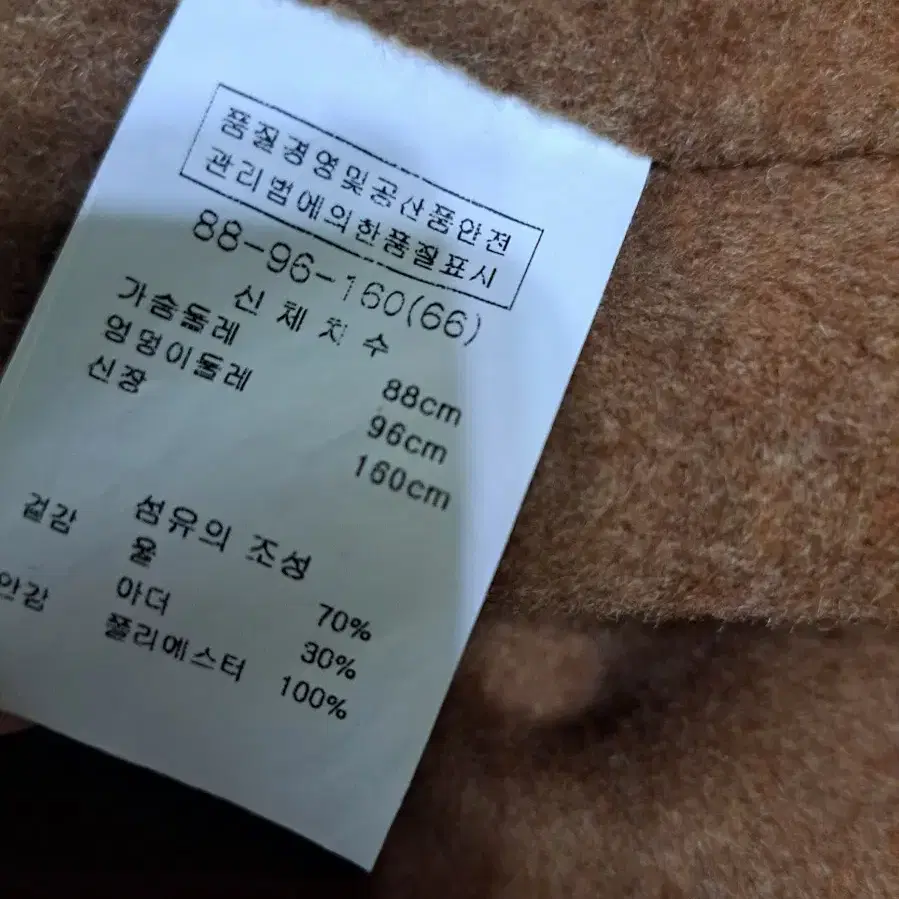 품질경영및공산품안전
관리법에의한품질표시
88-96-160(66)
신 체 치 수
가슴둘레 88cm
엉덩이둘레 96cm
신장 160cm
섬유의 조성
겉감 울 70%
아더 30%
안감 폴리에스터 100%